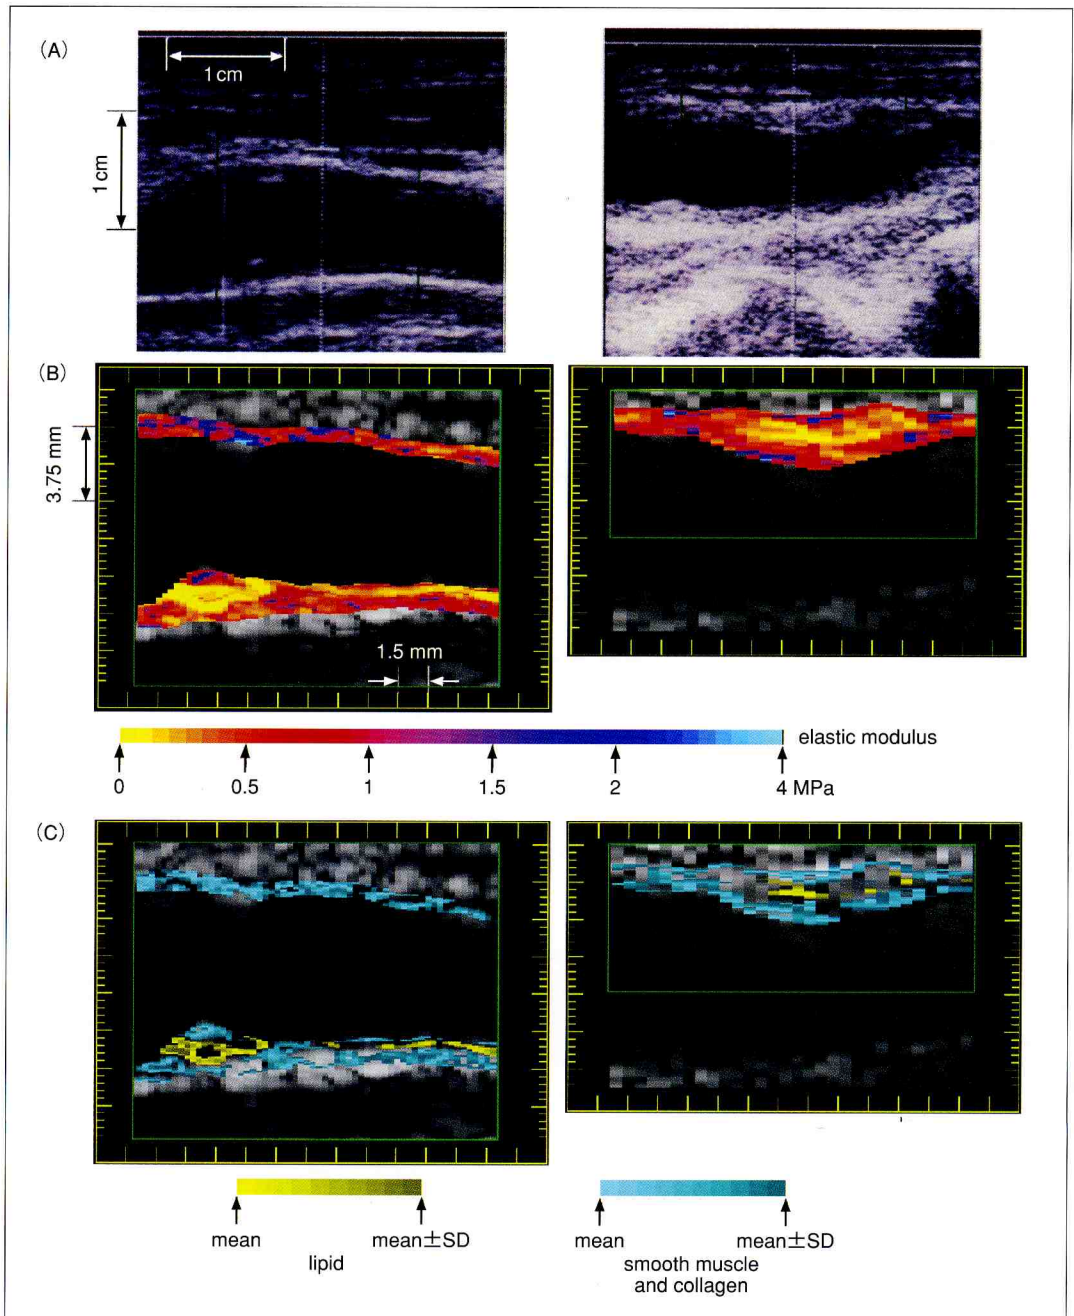 (A)
1 cm
1 cm
(B)
3.75 mm
1.5 mm
elastic modulus
0 0.5 1 1.5 2 4 MPa
(C)
mean mean±SD mean mean±SD
lipid smooth muscle
and collagen